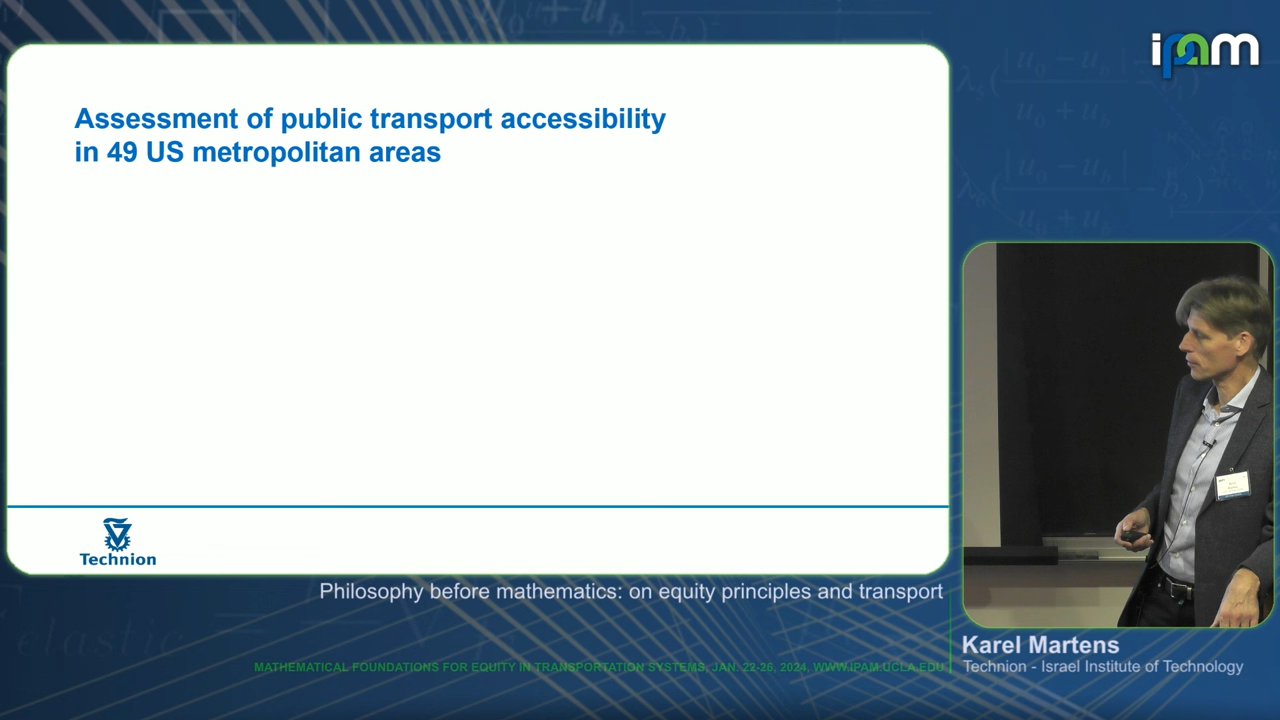 ipam
Assessment of public transport accessibility
in 49 US metropolitan areas
Technion
Philosophy before mathematics: on equity principles and transport
Karel Martens
Technion - Israel Institute of Technology
MATHEMATICAL FOUNDATIONS FOR EQUITY IN TRANSPORTATION SYSTEMS, JAN. 22-26, 2024, WWW.IPAM.UCLA.EDU